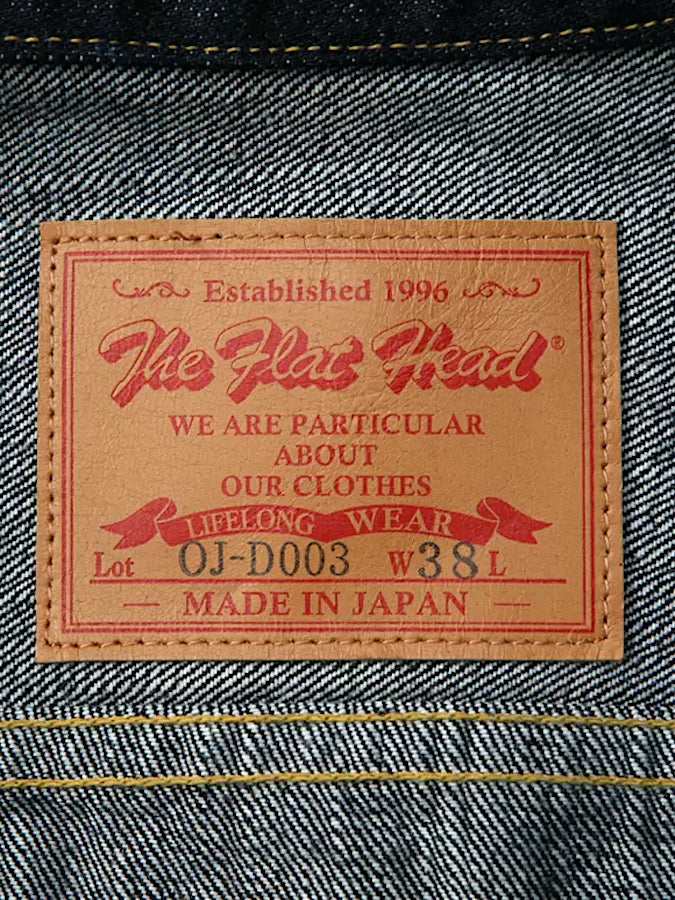 Established 1996
The Flat Head®
WE ARE PARTICULAR
ABOUT
OUR CLOTHES
LIFELONG WEAR
Lot OJ-D003 W38 L
— MADE IN JAPAN —